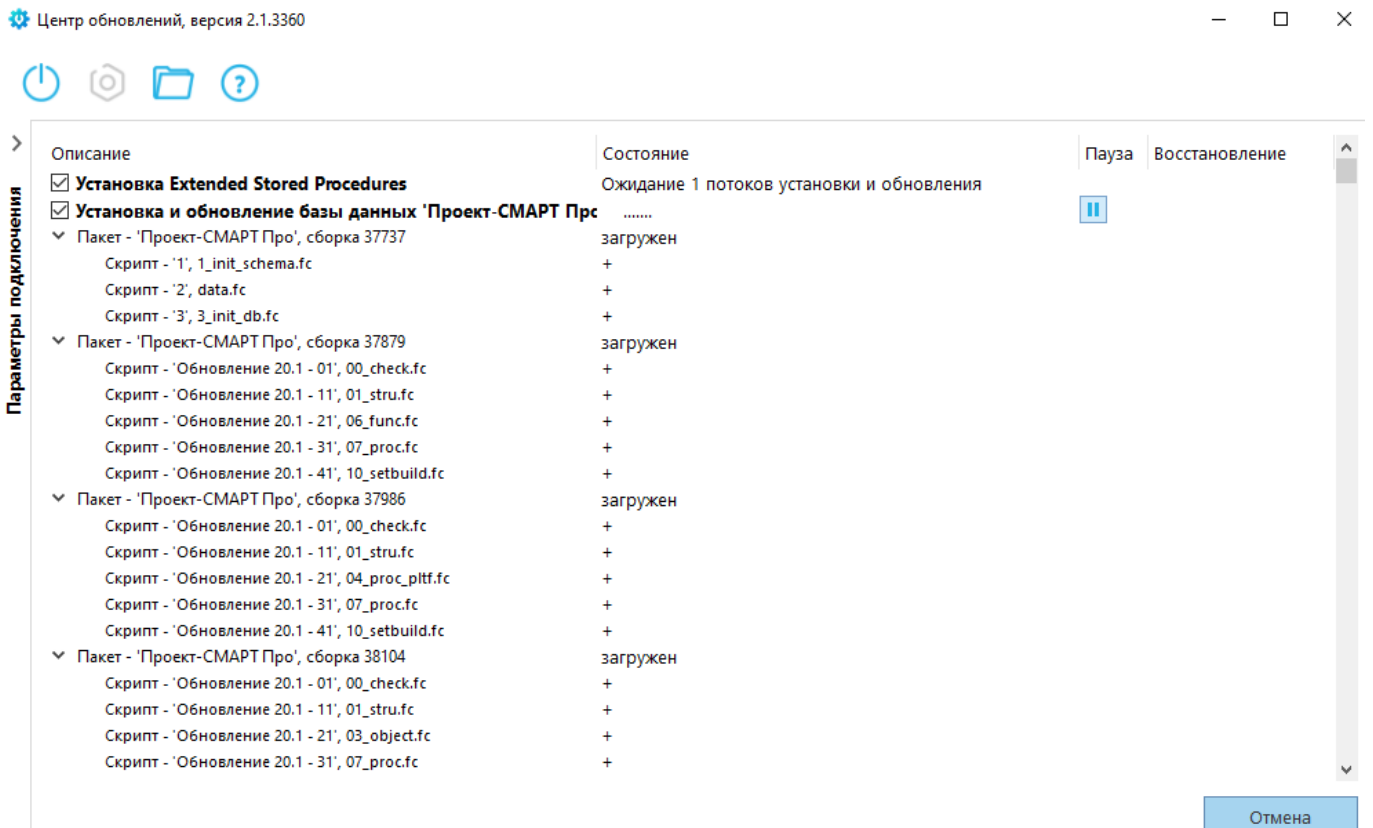 Центр обновлений, версия 2.1.3360
Параметры подключения
Описание Состояние Пауза Восстановление
Установка Extended Stored Procedures Ожидание 1 потоков установки и обновления
Установка и обновление базы данных 'Проект-СМАРТ Прс .......
Пакет - 'Проект-СМАРТ Про', сборка 37737 загружен
Скрипт - '1', 1_init_schema.fc +
Скрипт - '2', data.fc +
Скрипт - '3', 3_init_db.fc +
Пакет - 'Проект-СМАРТ Про', сборка 37879 загружен
Скрипт - 'Обновление 20.1 - 01', 00_check.fc +
Скрипт - 'Обновление 20.1 - 11', 01_stru.fc +
Скрипт - 'Обновление 20.1 - 21', 06_func.fc +
Скрипт - 'Обновление 20.1 - 31', 07_proc.fc +
Скрипт - 'Обновление 20.1 - 41', 10_setbuild.fc +
Пакет - 'Проект-СМАРТ Про', сборка 37986 загружен
Скрипт - 'Обновление 20.1 - 01', 00_check.fc +
Скрипт - 'Обновление 20.1 - 11', 01_stru.fc +
Скрипт - 'Обновление 20.1 - 21', 04_proc_pltf.fc +
Скрипт - 'Обновление 20.1 - 31', 07_proc.fc +
Скрипт - 'Обновление 20.1 - 41', 10_setbuild.fc +
Пакет - 'Проект-СМАРТ Про', сборка 38104 загружен
Скрипт - 'Обновление 20.1 - 01', 00_check.fc +
Скрипт - 'Обновление 20.1 - 11', 01_stru.fc +
Скрипт - 'Обновление 20.1 - 21', 03_object.fc +
Скрипт - 'Обновление 20.1 - 31', 07_proc.fc +
Отмена